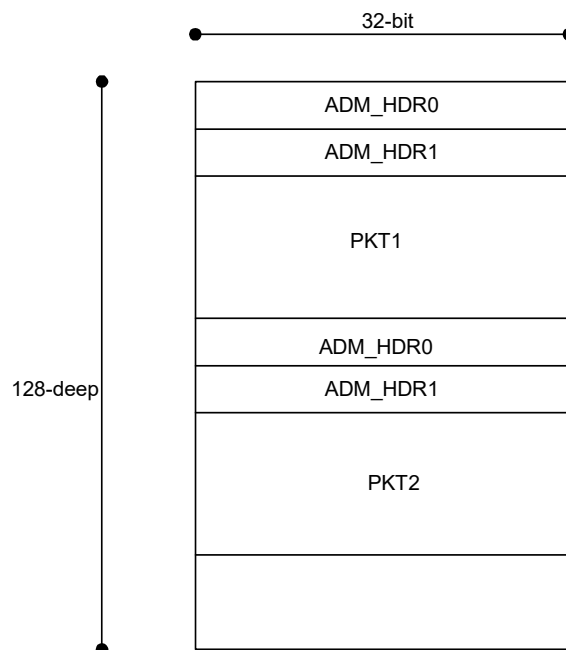 32-bit
ADM_HDR0
ADM_HDR1
PKT1
ADM_HDR0
128-deep
ADM_HDR1
PKT2